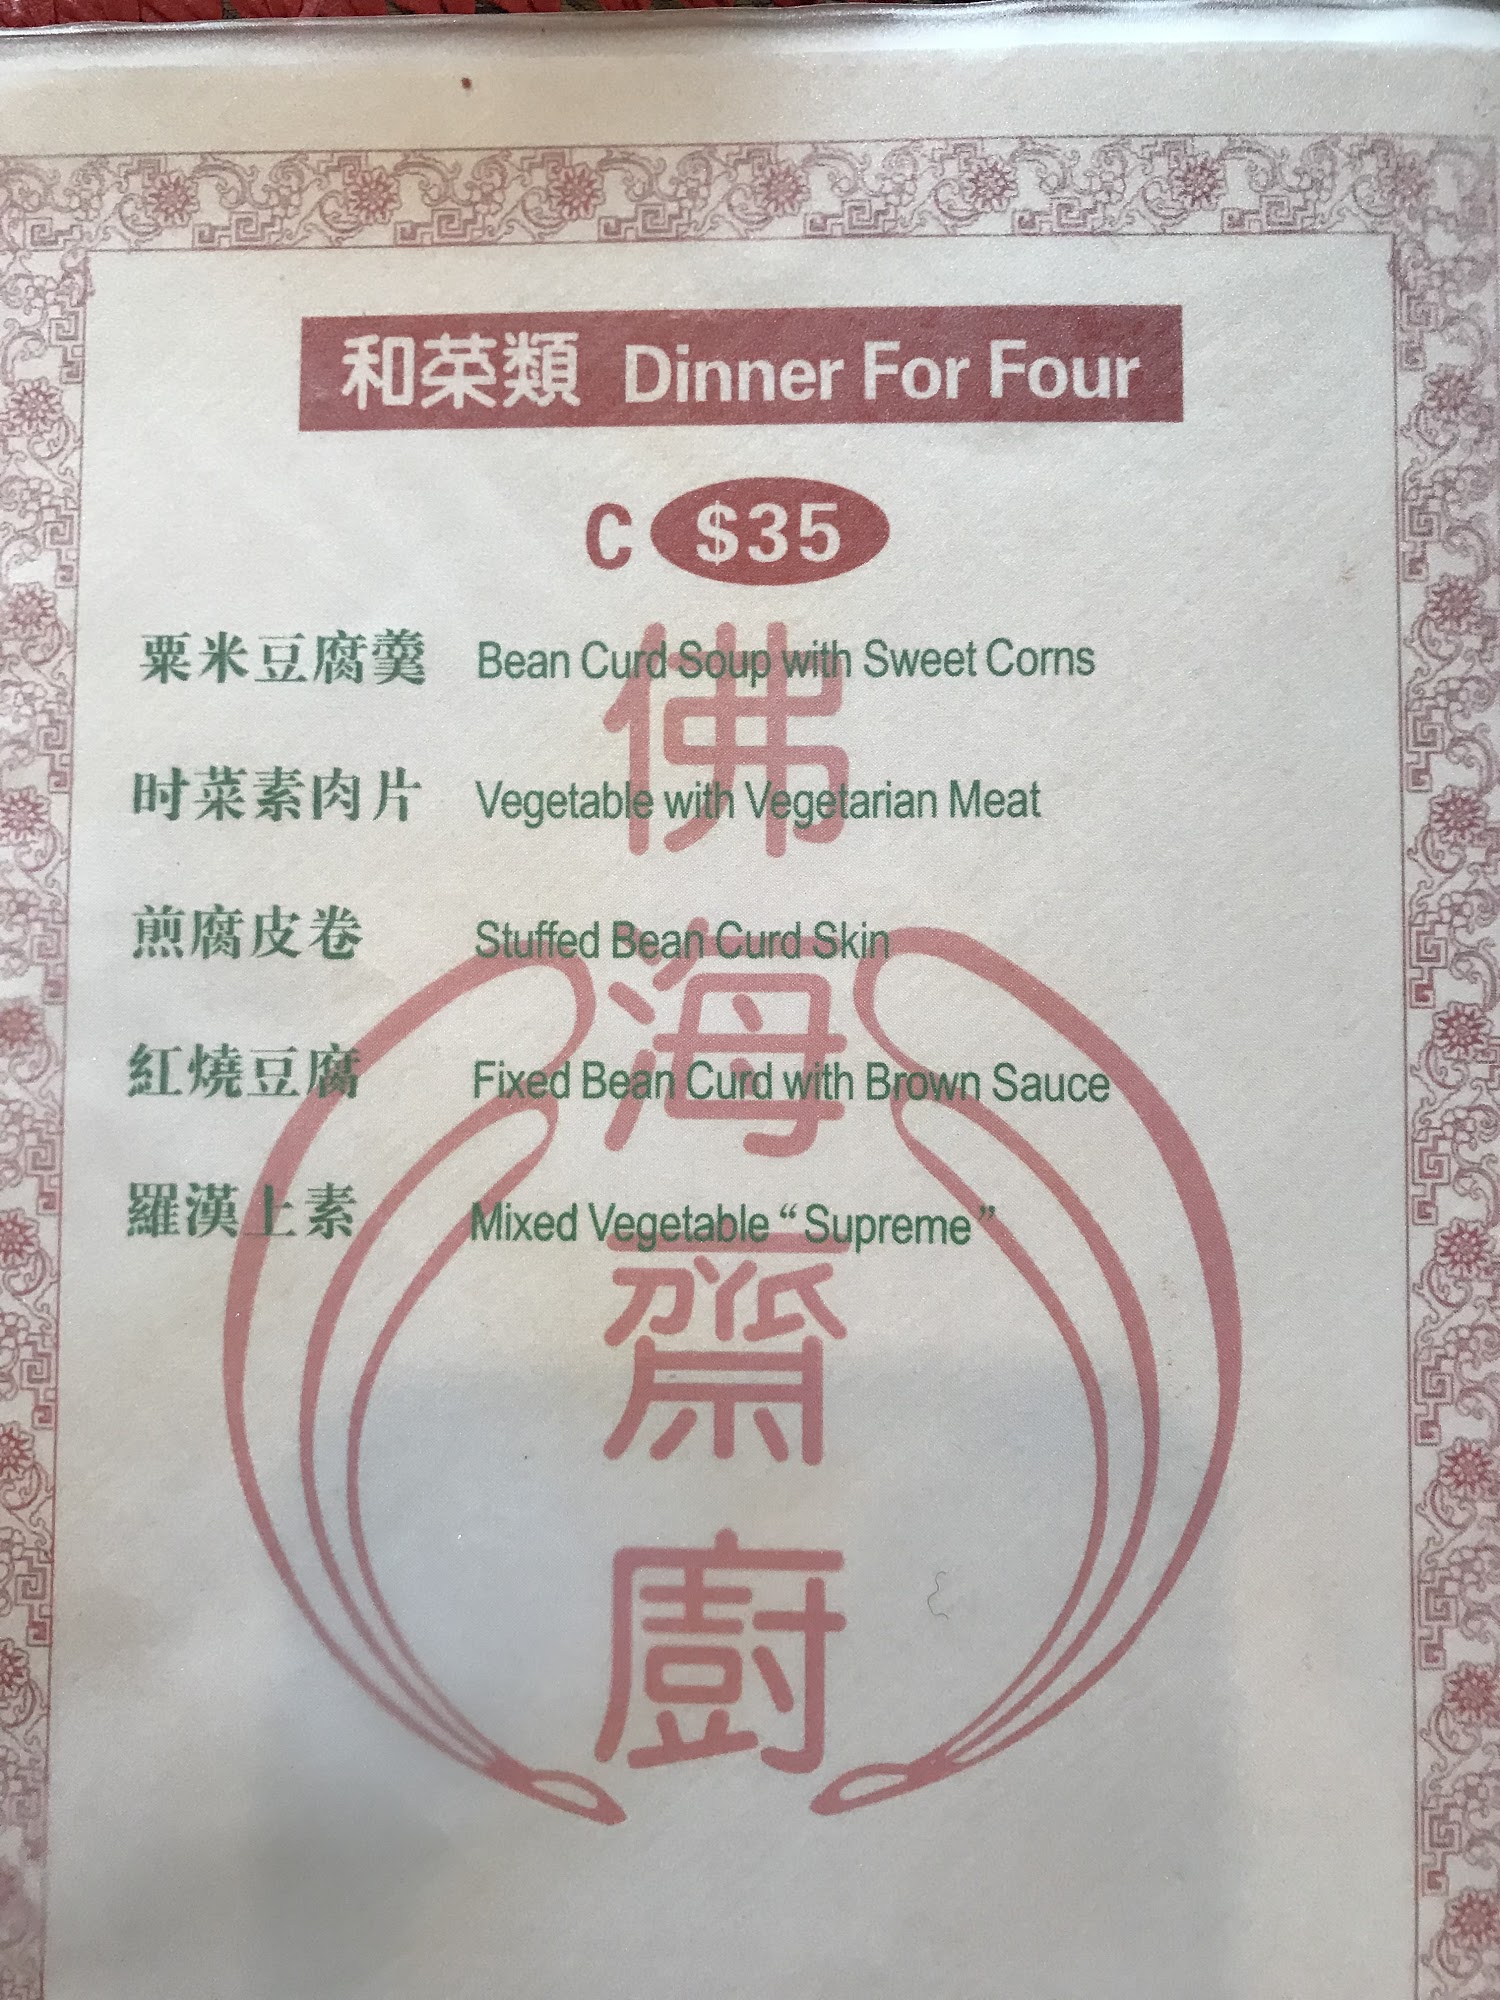 和菜類 Dinner For Four
C $35
粟米豆腐羹 Bean Curd Soup with Sweet Corns
时菜素肉片 Vegetable with Vegetarian Meat
煎腐皮卷 Stuffed Bean Curd Skin
紅燒豆腐 Fixed Bean Curd with Brown Sauce
羅漢上素 Mixed Vegetable “Supreme”
佛海齋廚